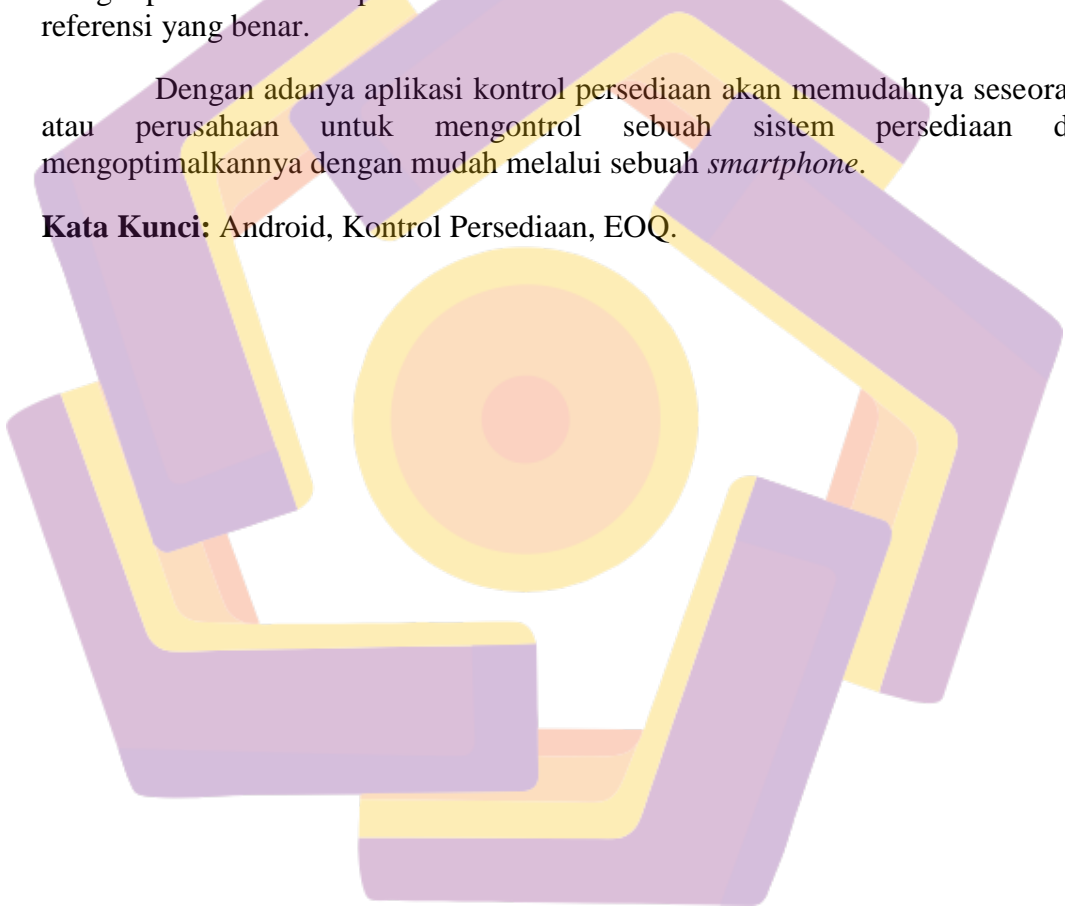 referensi yang benar.
Dengan adanya aplikasi kontrol persediaan akan memudahnya seseora
atau perusahaan untuk mengontrol sebuah sistem persediaan d
mengoptimalkannya dengan mudah melalui sebuah smartphone.
Kata Kunci: Android, Kontrol Persediaan, EOQ.